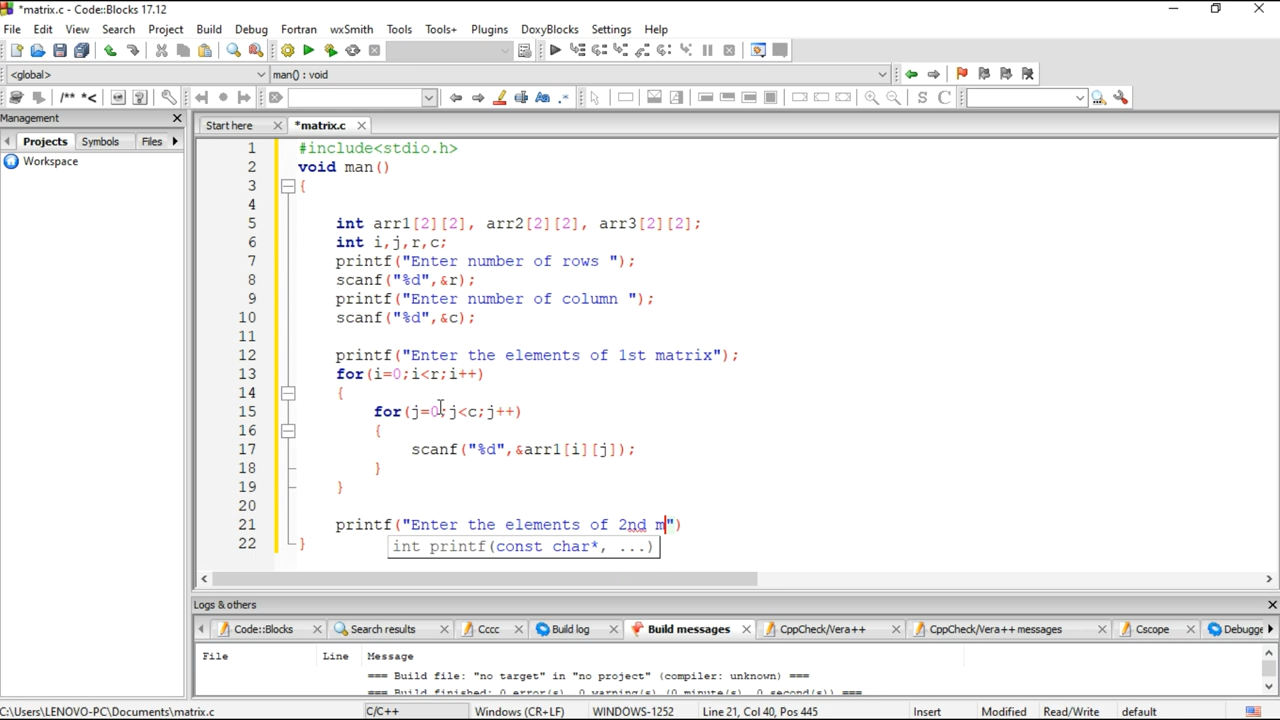 *matrix.c - Code::Blocks 17.12
File Edit View Search Project Build Debug Fortran wxSmith Tools Tools+ Plugins DoxyBlocks Settings Help
<global> man() : void
/** *< S C
Management
Projects Symbols Files
Workspace
Start here *matrix.c
1 #include<stdio.h>
2 void man()
3 {
4
5 int arr1[2][2], arr2[2][2], arr3[2][2];
6 int i,j,r,c;
7 printf("Enter number of rows ");
8 scanf("%d",&r);
9 printf("Enter number of column ");
10 scanf("%d",&c);
11
12 printf("Enter the elements of 1st matrix");
13 for(i=0;i<r;i++)
14 {
15 for(j=0;j<c;j++)
16 {
17 scanf("%d",&arr1[i][j]);
18 }
19 }
20
21 printf("Enter the elements of 2nd m")
22 }
int printf(const char*, ...)
Logs & others
Code::Blocks Search results Cccc Build log Build messages CppCheck/Vera++ CppCheck/Vera++ messages Cscope Debugge
File Line Message
=== Build file: "no target" in "no project" (compiler: unknown) ===
=== Build finished: 0 error(s), 0 warning(s) (0 minute(s), 0 second(s)) ===
C:\Users\LENOVO-PC\Documents\matrix.c C/C++ Windows (CR+LF) WINDOWS-1252 Line 21, Col 40, Pos 445 Insert Modified Read/Write default